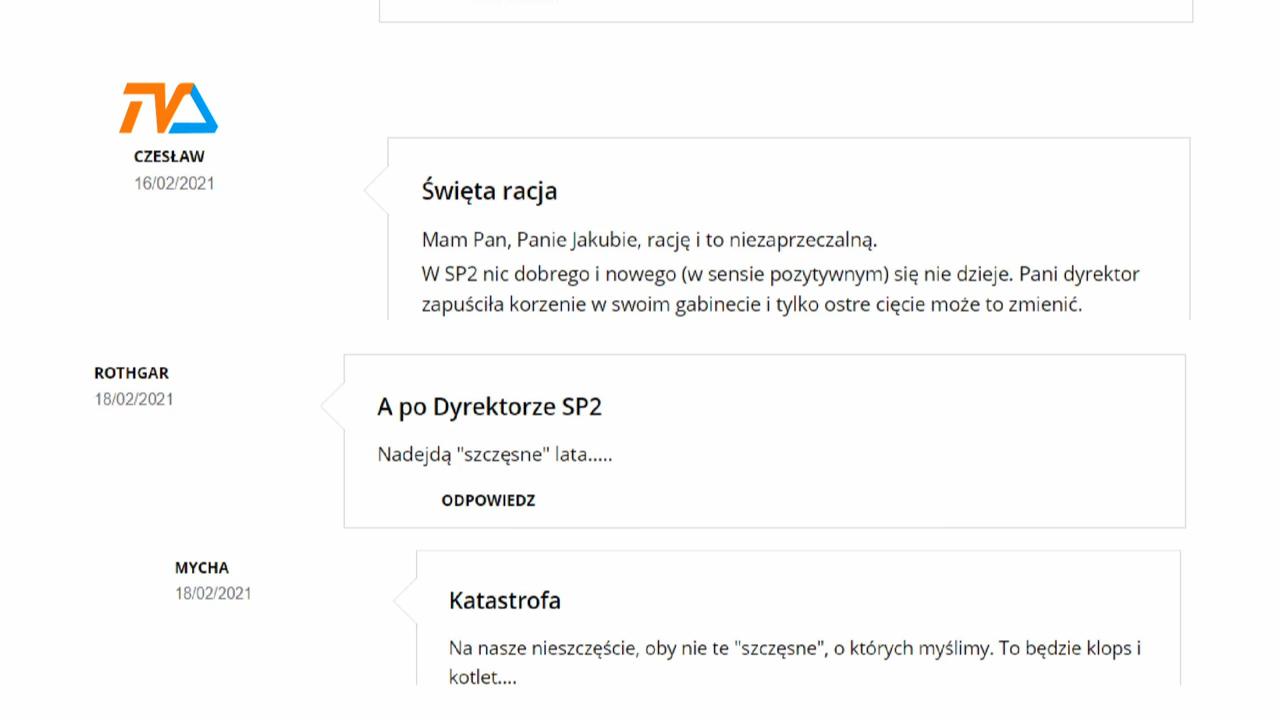 TVA
CZESŁAW
16/02/2021
Święta racja
Mam Pan, Panie Jakubie, rację i to niezaprzeczalną.
W SP2 nic dobrego i nowego (w sensie pozytywnym) się nie dzieje. Pani dyrektor
zapuściła korzenie w swoim gabinecie i tylko ostre cięcie może to zmienić.
ROTHGAR
18/02/2021
A po Dyrektorze SP2
Nadejdą "szczęsne" lata.....
ODPOWIEDZ
MYCHA
18/02/2021
Katastrofa
Na nasze nieszczęście, oby nie te "szczęsne", o których myślimy. To będzie klops i
kotlet....